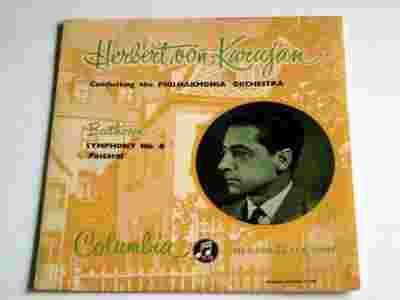 Herbert von Karajan
Conducting the PHILHARMONIA ORCHESTRA
Beethoven
SYMPHONY No. 6
'Pastoral'
Columbia